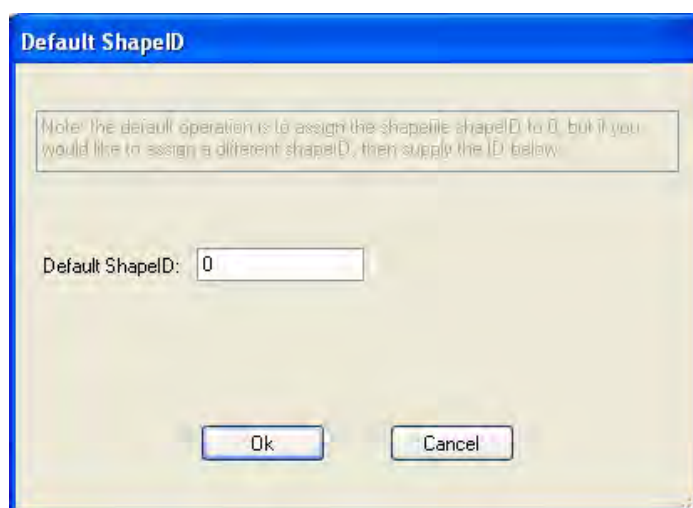 Default ShapeID
Note: the default operation is to assign the shapefile shapeID to 0, but if you
would like to assign a different shapeID, then supply the ID below.
Default ShapeID: 0
Ok Cancel